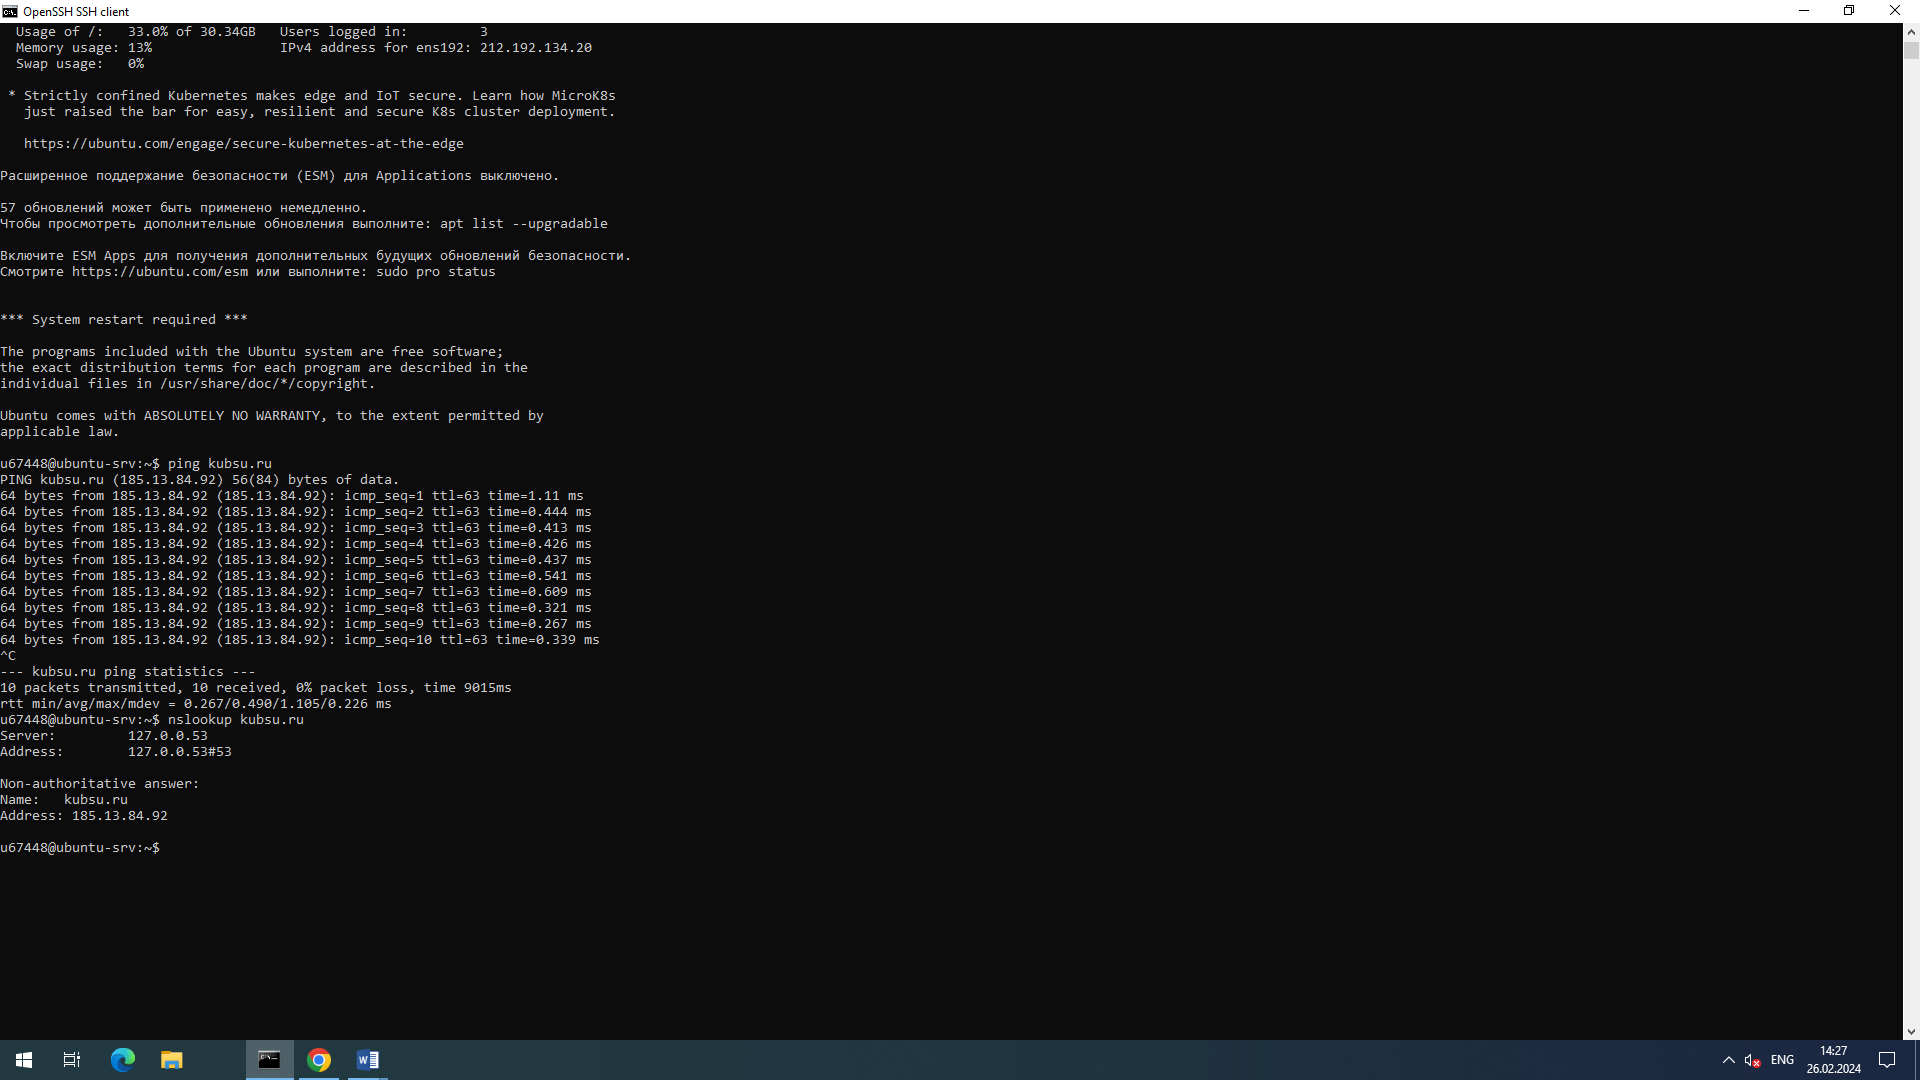 OpenSSH SSH client
Usage of /:   33.0% of 30.34GB   Users logged in:         3
Memory usage: 13%                IPv4 address for ens192: 212.192.134.20
Swap usage:   0%
* Strictly confined Kubernetes makes edge and IoT secure. Learn how MicroK8s
just raised the bar for easy, resilient and secure K8s cluster deployment.
https://ubuntu.com/engage/secure-kubernetes-at-the-edge
Расширенное поддержание безопасности (ESM) для Applications выключено.
57 обновлений может быть применено немедленно.
Чтобы просмотреть дополнительные обновления выполните: apt list --upgradable
Включите ESM Apps для получения дополнительных будущих обновлений безопасности.
Смотрите https://ubuntu.com/esm или выполните: sudo pro status
*** System restart required ***
The programs included with the Ubuntu system are free software;
the exact distribution terms for each program are described in the
individual files in /usr/share/doc/*/copyright.
Ubuntu comes with ABSOLUTELY NO WARRANTY, to the extent permitted by
applicable law.
u67448@ubuntu-srv:~$ ping kubsu.ru
PING kubsu.ru (185.13.84.92) 56(84) bytes of data.
64 bytes from 185.13.84.92 (185.13.84.92): icmp_seq=1 ttl=63 time=1.11 ms
64 bytes from 185.13.84.92 (185.13.84.92): icmp_seq=2 ttl=63 time=0.444 ms
64 bytes from 185.13.84.92 (185.13.84.92): icmp_seq=3 ttl=63 time=0.413 ms
64 bytes from 185.13.84.92 (185.13.84.92): icmp_seq=4 ttl=63 time=0.426 ms
64 bytes from 185.13.84.92 (185.13.84.92): icmp_seq=5 ttl=63 time=0.437 ms
64 bytes from 185.13.84.92 (185.13.84.92): icmp_seq=6 ttl=63 time=0.541 ms
64 bytes from 185.13.84.92 (185.13.84.92): icmp_seq=7 ttl=63 time=0.609 ms
64 bytes from 185.13.84.92 (185.13.84.92): icmp_seq=8 ttl=63 time=0.321 ms
64 bytes from 185.13.84.92 (185.13.84.92): icmp_seq=9 ttl=63 time=0.267 ms
64 bytes from 185.13.84.92 (185.13.84.92): icmp_seq=10 ttl=63 time=0.339 ms
^C
--- kubsu.ru ping statistics ---
10 packets transmitted, 10 received, 0% packet loss, time 9015ms
rtt min/avg/max/mdev = 0.267/0.490/1.105/0.226 ms
u67448@ubuntu-srv:~$ nslookup kubsu.ru
Server:         127.0.0.53
Address:        127.0.0.53#53
Non-authoritative answer:
Name:   kubsu.ru
Address: 185.13.84.92
u67448@ubuntu-srv:~$
ENG
14:27
26.02.2024